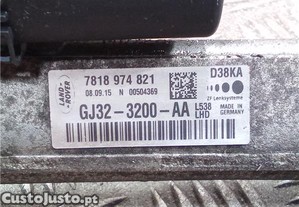 LAND-
ROVER
7818 974 821
08.09.15 N 00504369
D38KA
ZF Lenksysteme
GJ32-3200-AA
L538
LHD
MADE IN
GERMANY
CustoJusto.pt